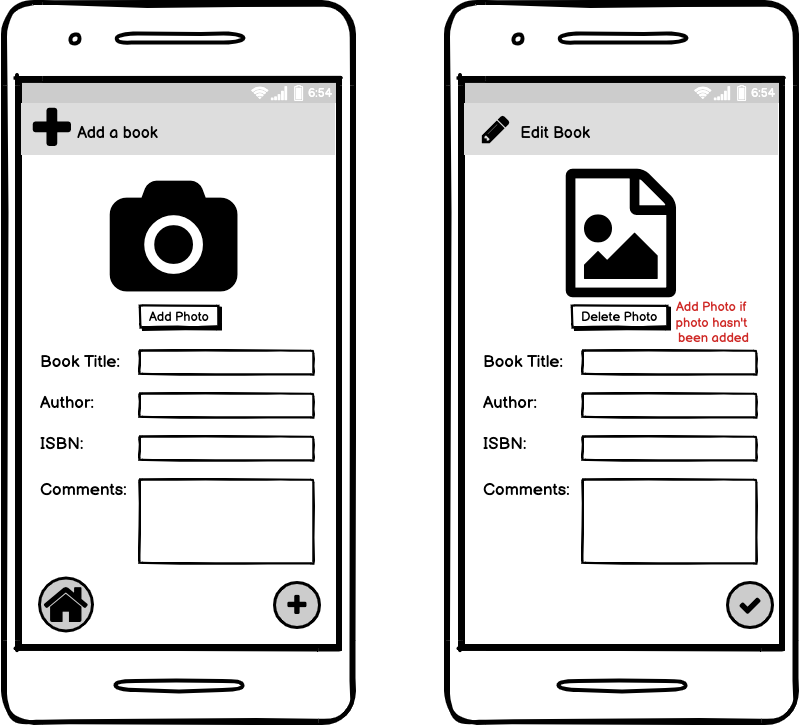 6:54
Add a book
Add Photo
Book Title:
Author:
ISBN:
Comments:
6:54
Edit Book
Delete Photo
Add Photo if
photo hasn't
been added
Book Title:
Author:
ISBN:
Comments: